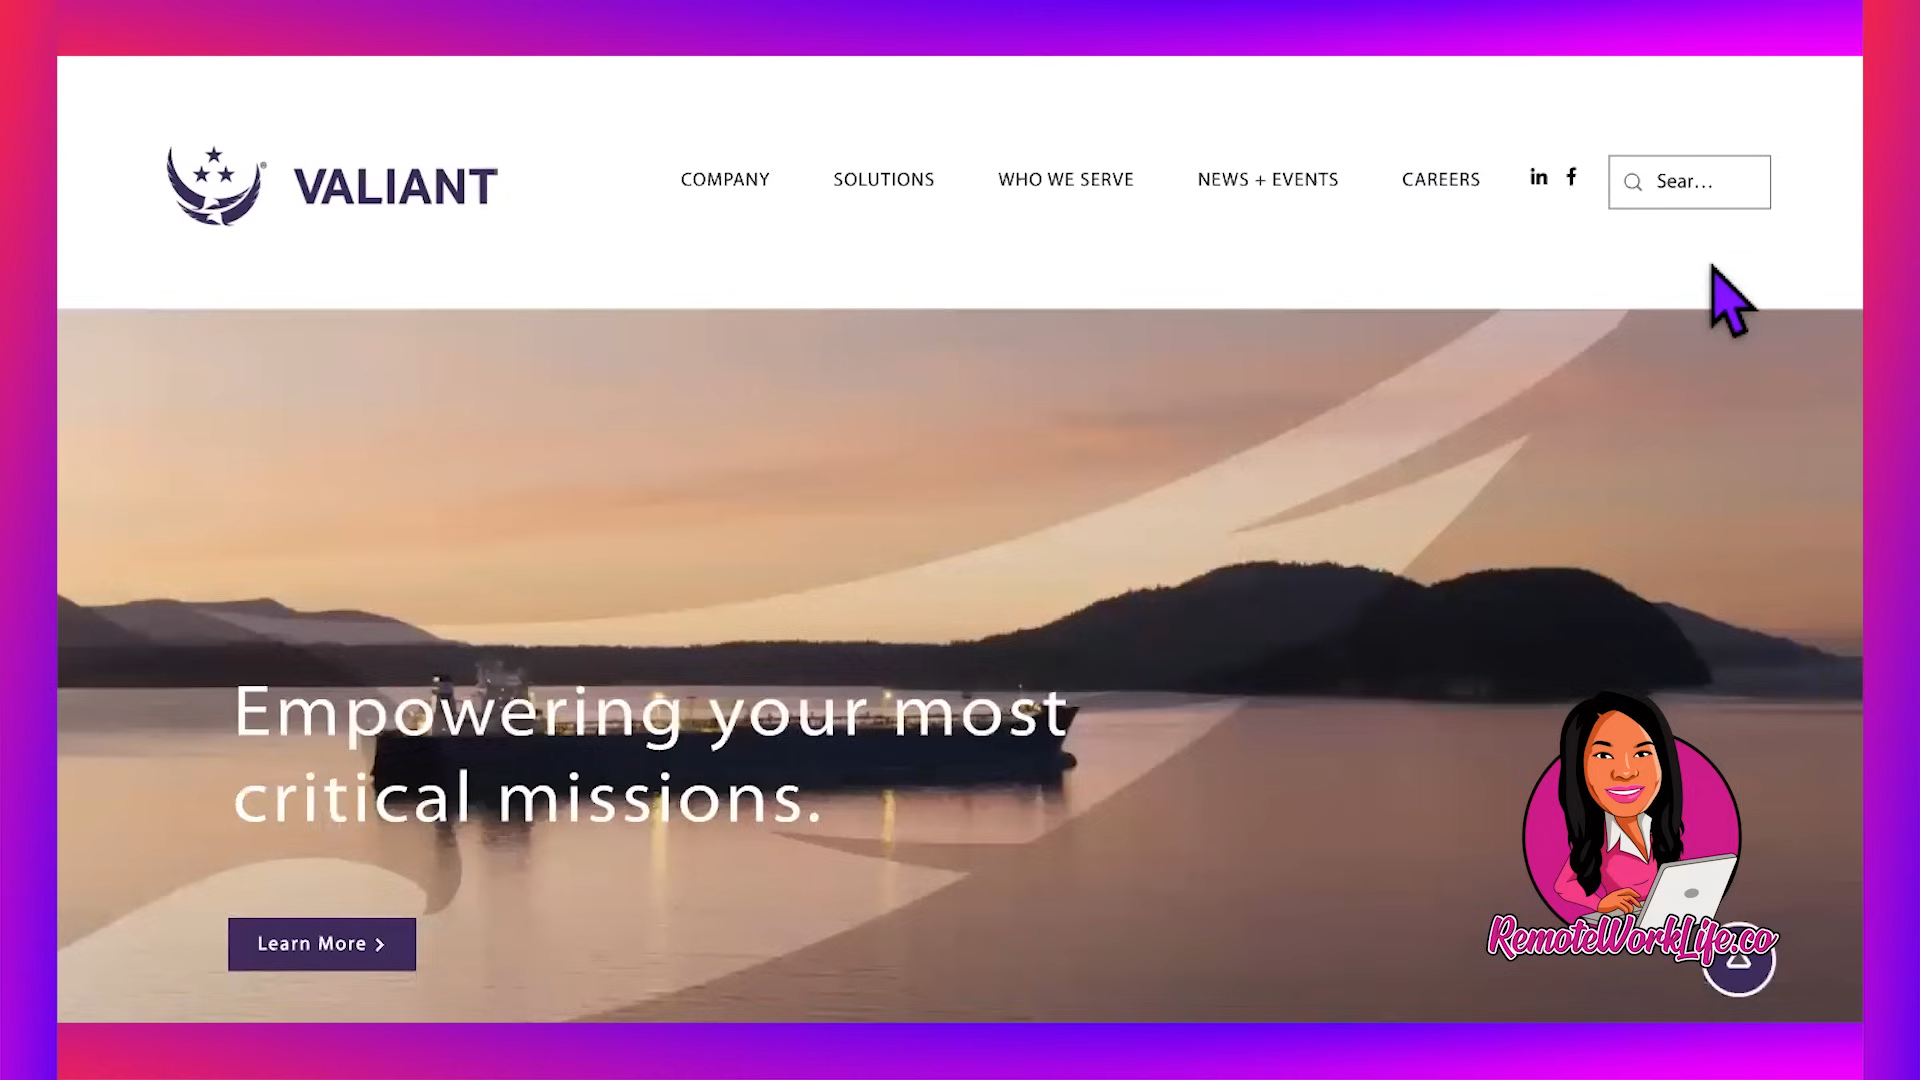 VALIANT
COMPANY
SOLUTIONS
WHO WE SERVE
NEWS + EVENTS
CAREERS
in
f
Sear...
Empowering your most
critical missions.
Learn More >
RemoteWorkLife.co